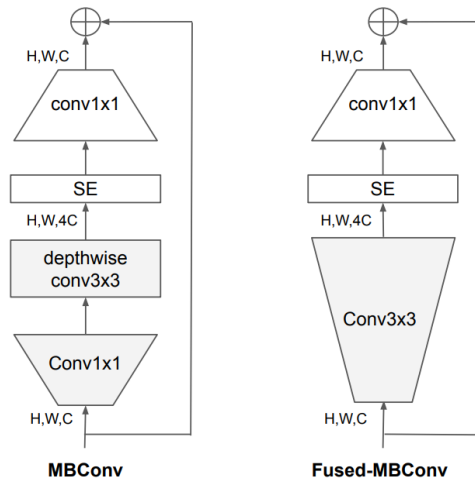 H,W,C
conv1x1
SE
H,W,4C
depthwise
conv3x3
Conv1x1
H,W,C
MBConv
H,W,C
conv1x1
SE
H,W,4C
Conv3x3
H,W,C
Fused-MBConv